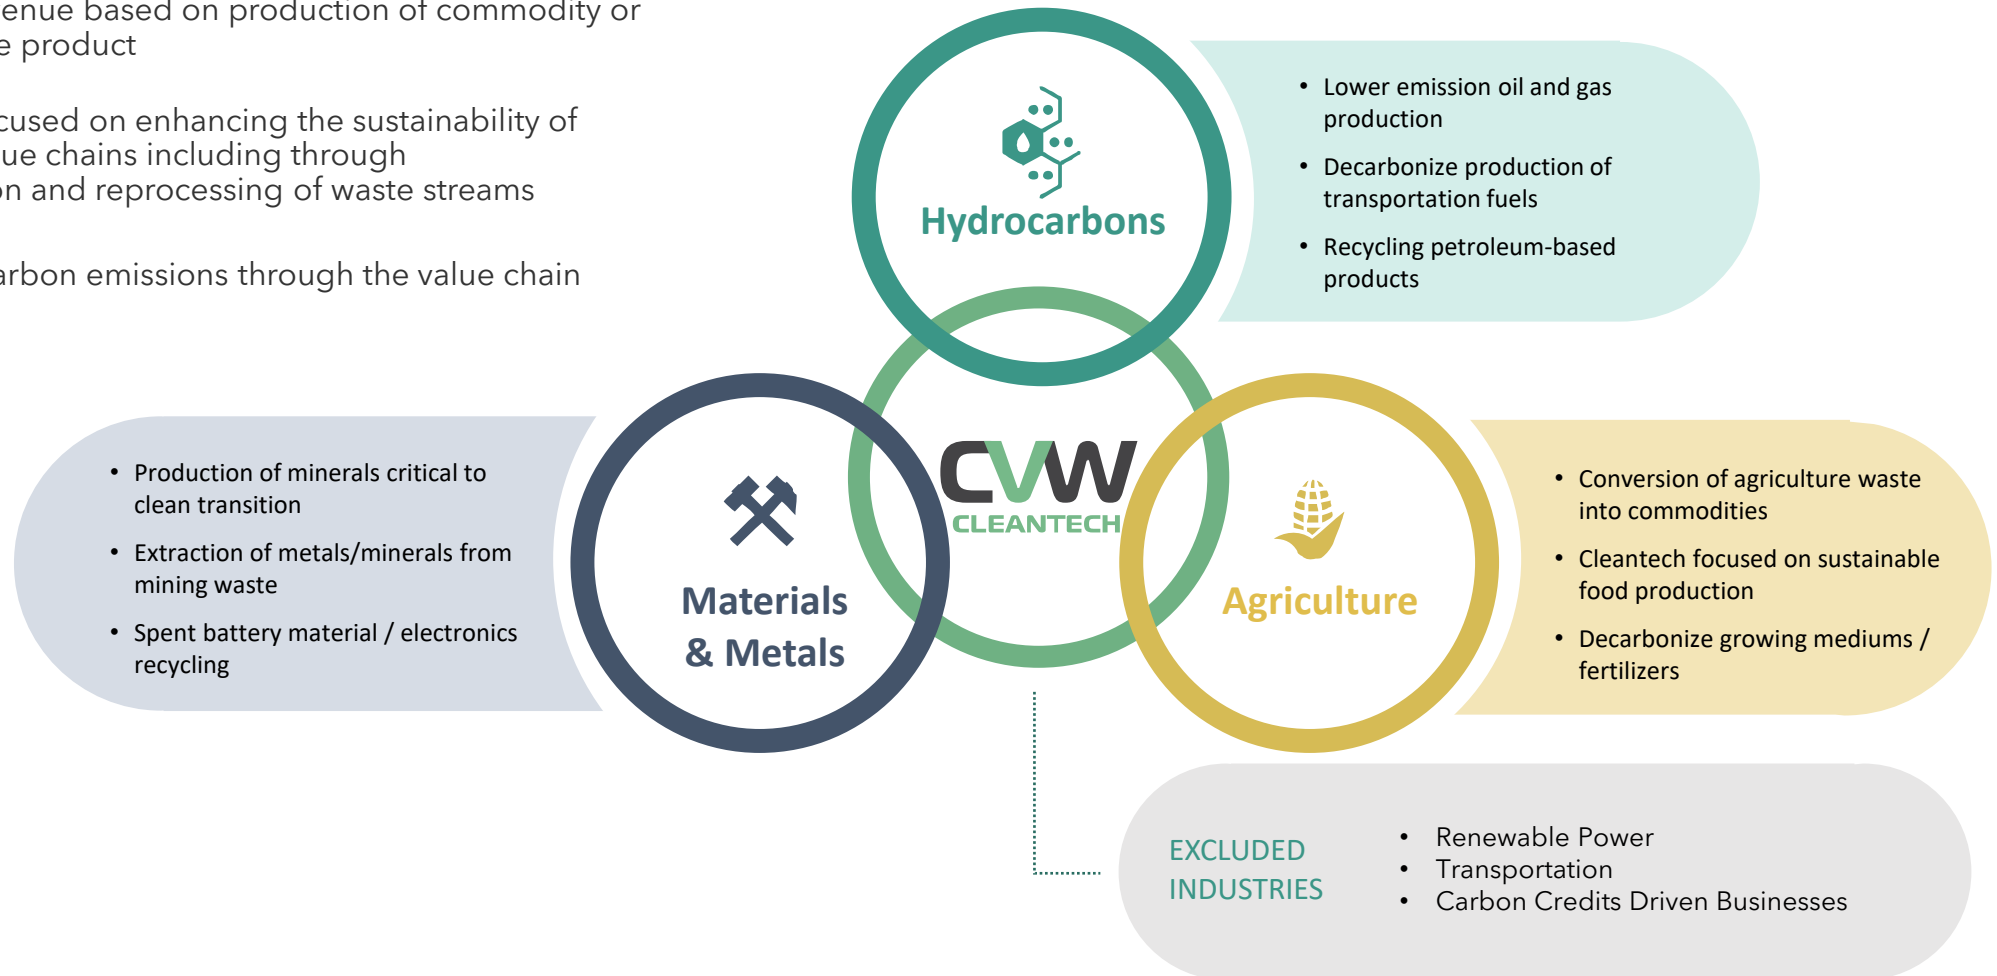 enue based on production of commodity or
e product
cused on enhancing the sustainability of
ue chains including through
on and reprocessing of waste streams
arbon emissions through the value chain
Hydrocarbons
• Lower emission oil and gas
production
• Decarbonize production of
transportation fuels
• Recycling petroleum-based
products
• Production of minerals critical to
clean transition
• Extraction of metals/minerals from
mining waste
• Spent battery material / electronics
recycling
Materials
& Metals
CVW
CLEANTECH
Agriculture
• Conversion of agriculture waste
into commodities
• Cleantech focused on sustainable
food production
• Decarbonize growing mediums /
fertilizers
EXCLUDED
INDUSTRIES
• Renewable Power
• Transportation
• Carbon Credits Driven Businesses